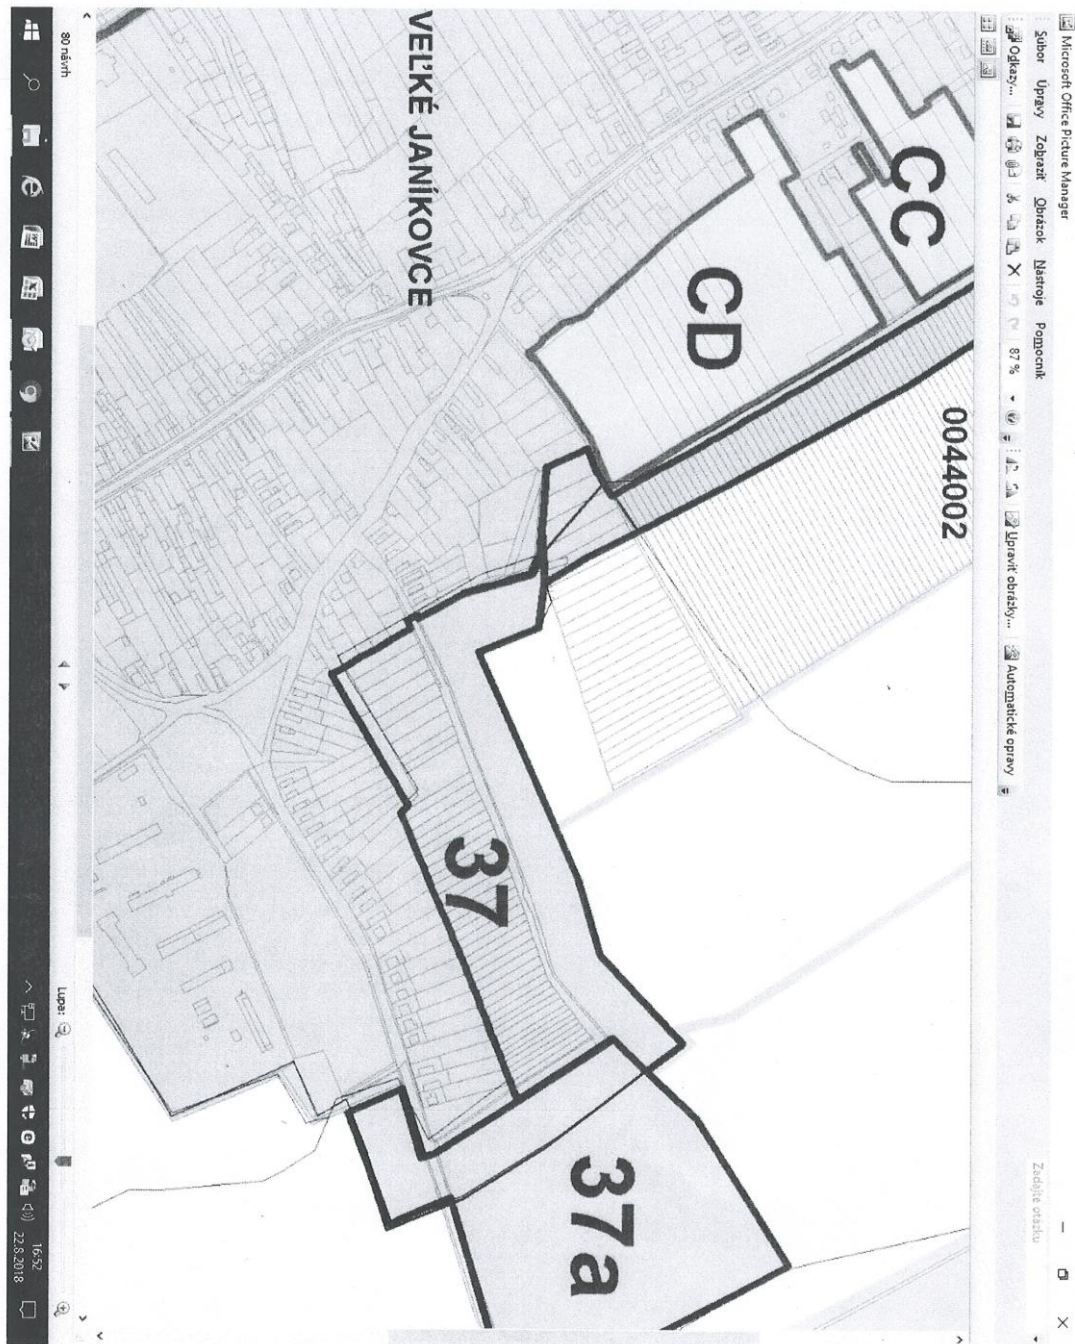 Microsoft Office Picture Manager
Súbor Úpravy Zobraziť Obrázok Nástroje Pomocník
Zadajte otázku
Odkazy... 87 % Upraviť obrázky... Automatické opravy
CC
0044002
CD
VEĽKÉ JANÍKOVCE
37
37a
80 návrh
Lupa:
16:52
22.8.2018